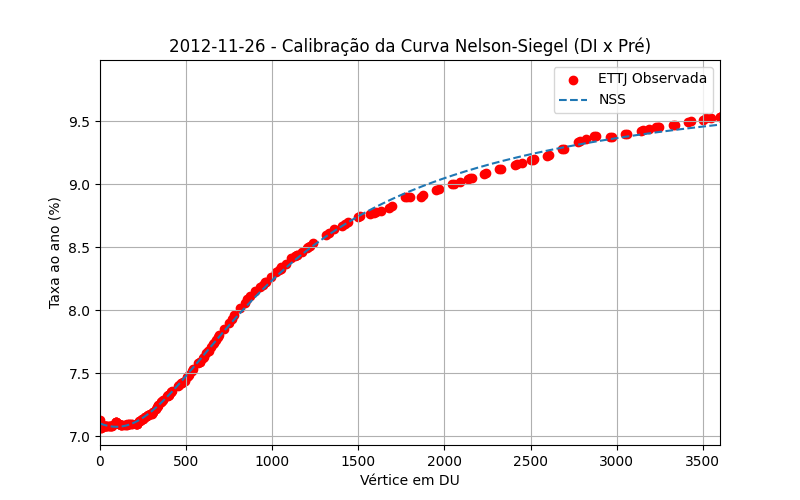 2012-11-26 - Calibração da Curva Nelson-Siegel (DI x Pré)
ETTJ Observada
NSS
Taxa ao ano (%)
9.5
9.0
8.5
8.0
7.5
7.0
0 500 1000 1500 2000 2500 3000 3500
Vértice em DU